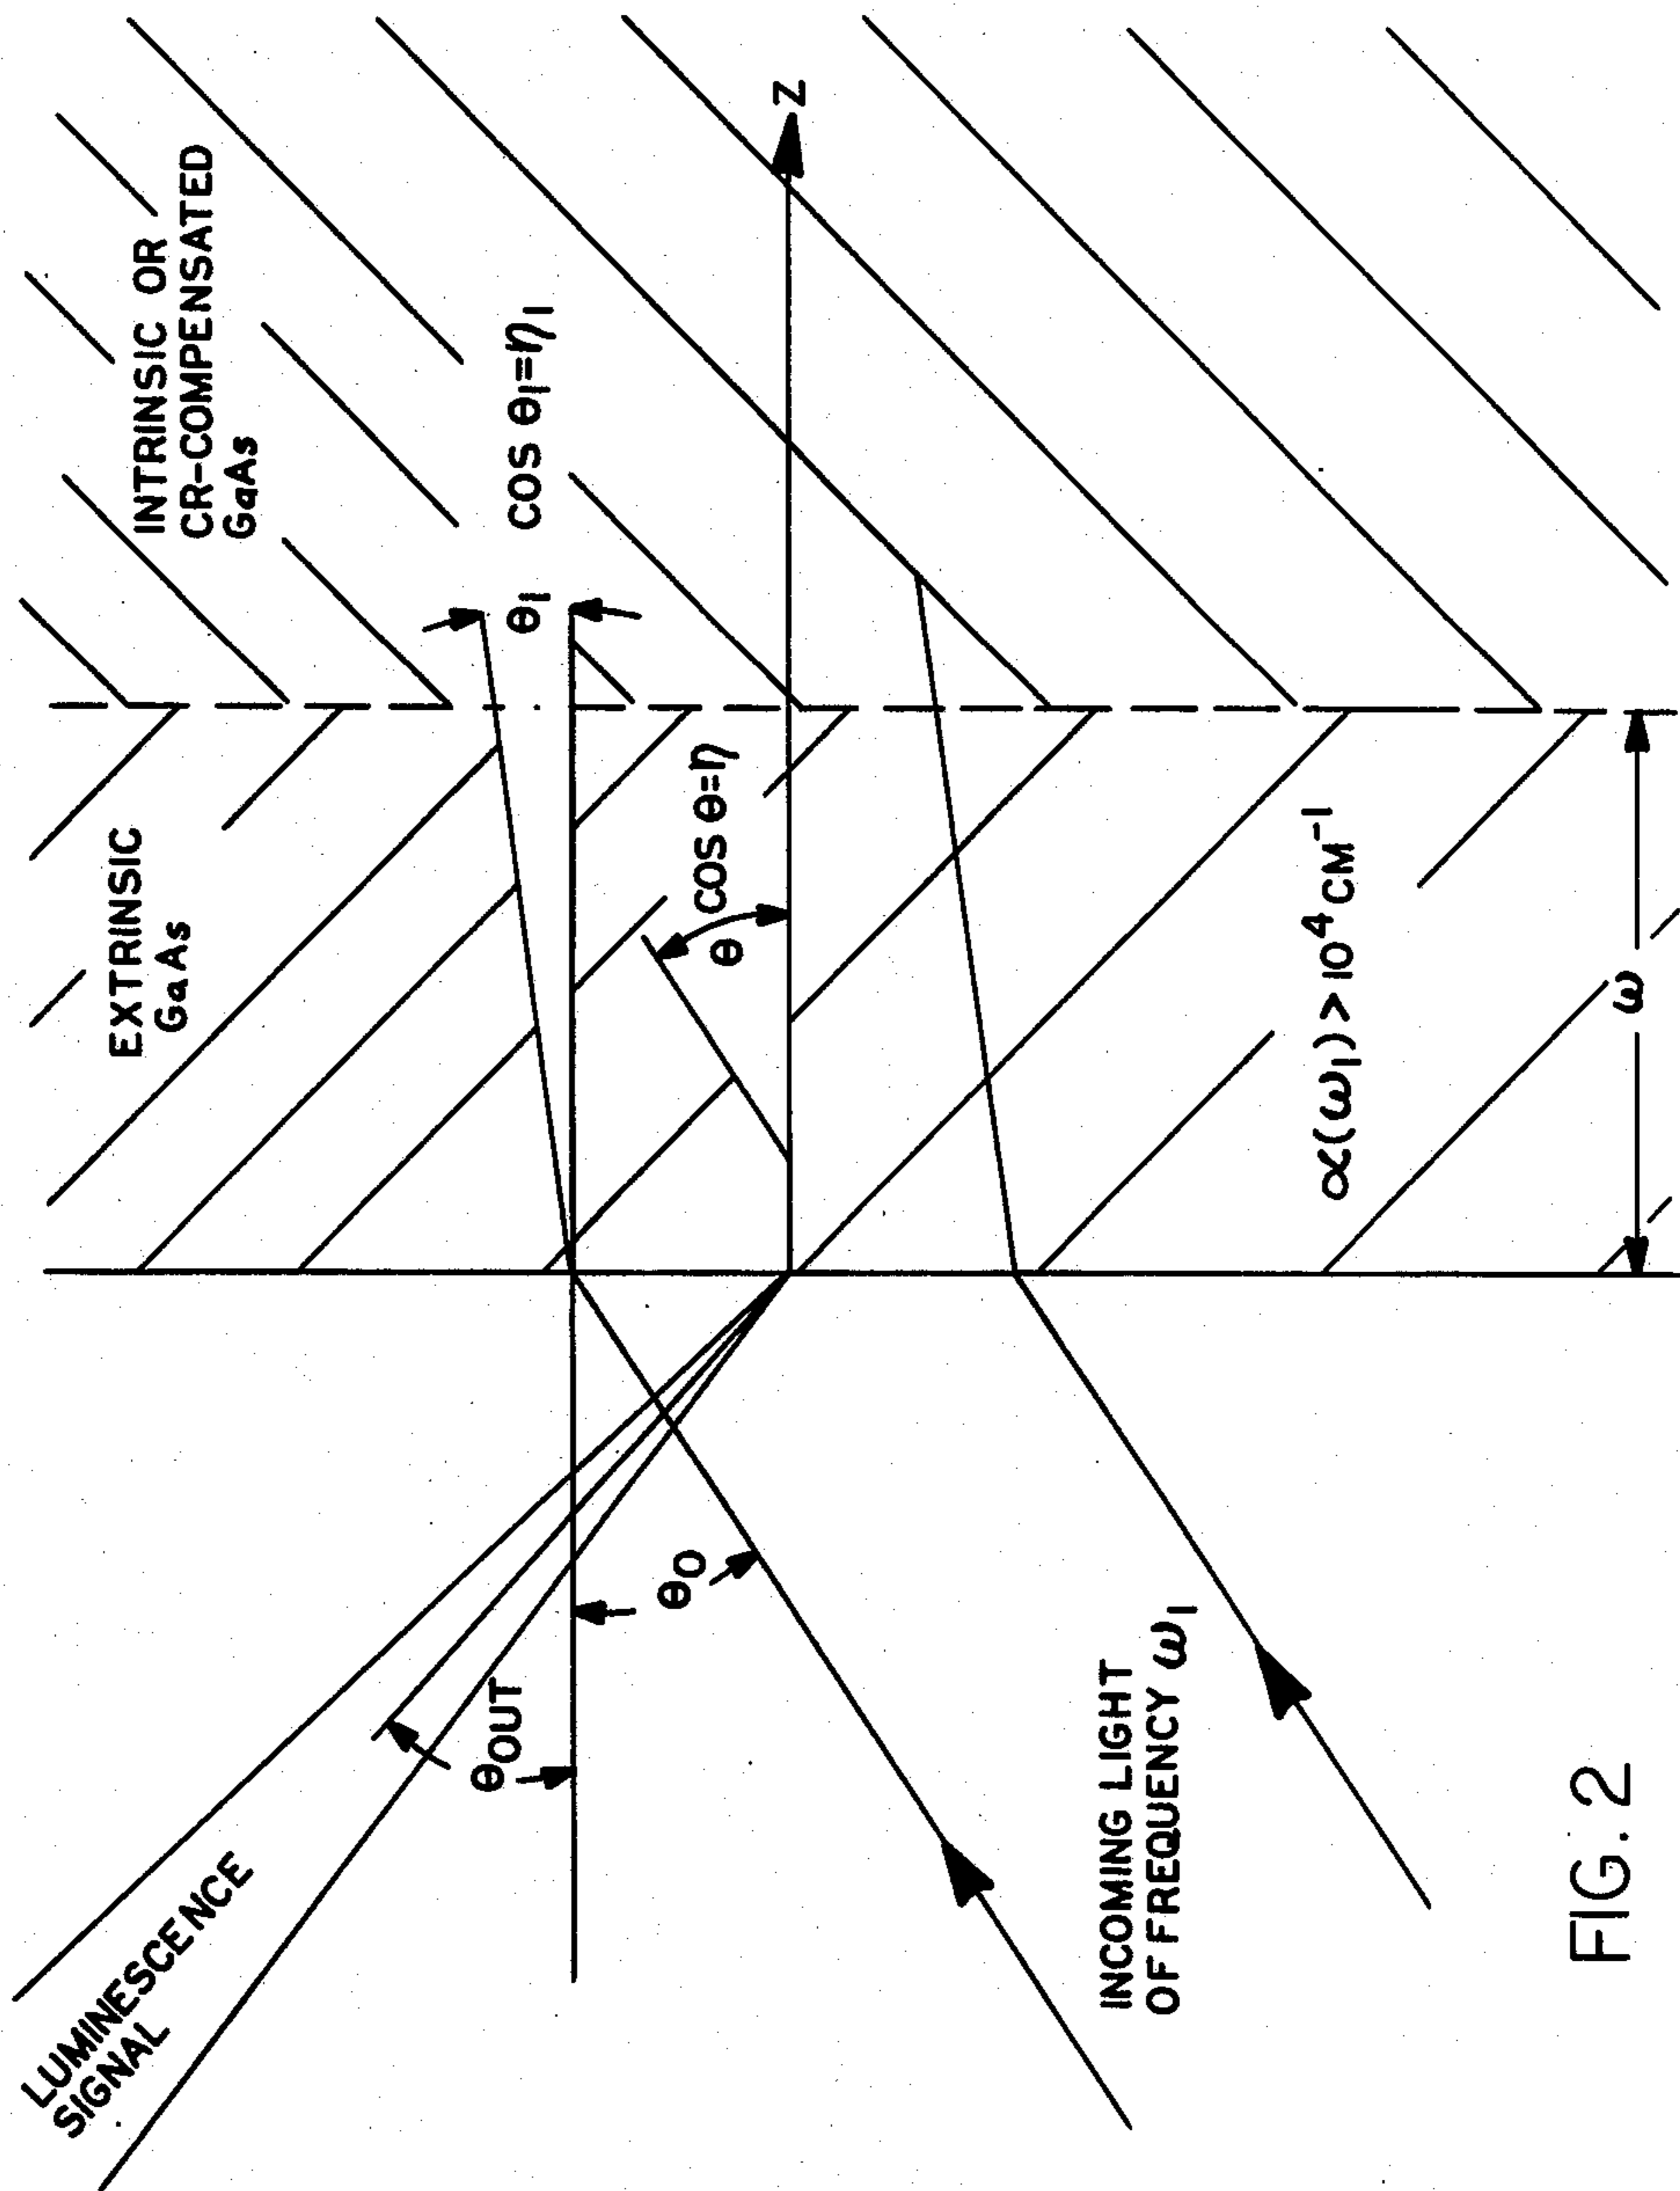 LUMINESCENCE
SIGNAL
EXTRINSIC
GaAs
INTRINSIC OR
CR-COMPENSATED
GaAs
θOUT
θO
θI
COS θI=ηI
θ
COS θ=η
Z
INCOMING LIGHT
OF FREQUENCY ωI
α(ωI)>10⁴CM⁻¹
ω
FIG. 2